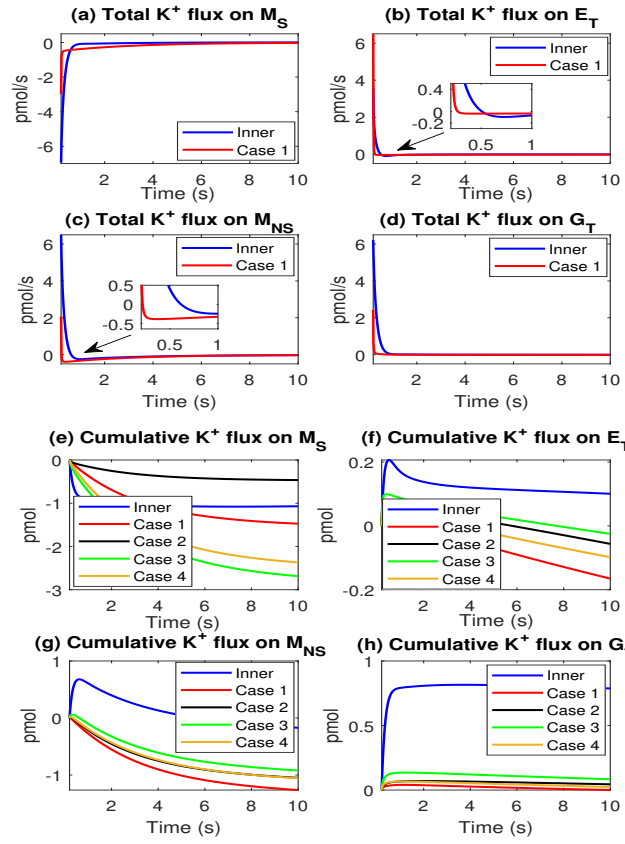 (a) Total K+ flux on MS
(b) Total K+ flux on ET
pmol/s
0
-2
-4
-6
Inner
Case 1
2 4 6 8 10
Time (s)
pmol/s
6
4
2
0
0.4
0
-0.2
0.5 1
Inner
Case 1
2 4 6 8 10
Time (s)
(c) Total K+ flux on MNS
(d) Total K+ flux on GT
pmol/s
6
4
2
0
0.5
0
-0.5
0.5 1
Inner
Case 1
2 4 6 8 10
Time (s)
pmol/s
6
4
2
0
Inner
Case 1
2 4 6 8 10
Time (s)
(e) Cumulative K+ flux on MS
(f) Cumulative K+ flux on ET
pmol
0
-1
-2
-3
Inner
Case 1
Case 2
Case 3
Case 4
2 4 6 8 10
Time (s)
pmol
0.2
0
-0.2
Inner
Case 1
Case 2
Case 3
Case 4
2 4 6 8 10
Time (s)
(g) Cumulative K+ flux on MNS
(h) Cumulative K+ flux on G
pmol
1
0
-1
Inner
Case 1
Case 2
Case 3
Case 4
2 4 6 8 10
Time (s)
pmol
1
0.5
0
Inner
Case 1
Case 2
Case 3
Case 4
2 4 6 8 10
Time (s)